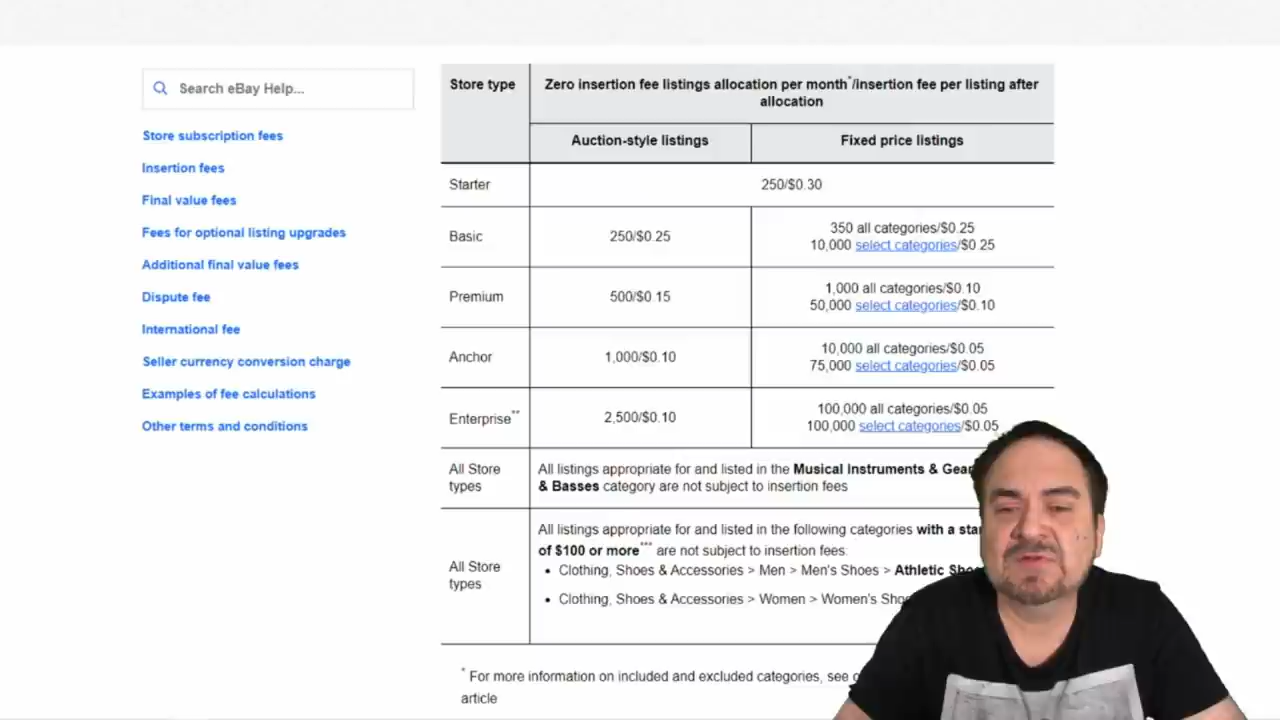 Search eBay Help...
Store subscription fees
Insertion fees
Final value fees
Fees for optional listing upgrades
Additional final value fees
Dispute fee
International fee
Seller currency conversion charge
Examples of fee calculations
Other terms and conditions
Store type
Zero insertion fee listings allocation per month*/insertion fee per listing after
allocation
Auction-style listings
Fixed price listings
Starter
250/$0.30
Basic
250/$0.25
350 all categories/$0.25
10,000 select categories/$0.25
Premium
500/$0.15
1,000 all categories/$0.10
50,000 select categories/$0.10
Anchor
1,000/$0.10
10,000 all categories/$0.05
75,000 select categories/$0.05
Enterprise**
2,500/$0.10
100,000 all categories/$0.05
100,000 select categories/$0.05
All Store
types
All listings appropriate for and listed in the Musical Instruments & Gear
& Basses category are not subject to insertion fees
All Store
types
All listings appropriate for and listed in the following categories with a
of $100 or more*** are not subject to insertion fees:
• Clothing, Shoes & Accessories > Men > Men's Shoes > Athletic
• Clothing, Shoes & Accessories > Women > Women's
* For more information on included and excluded categories, see
article